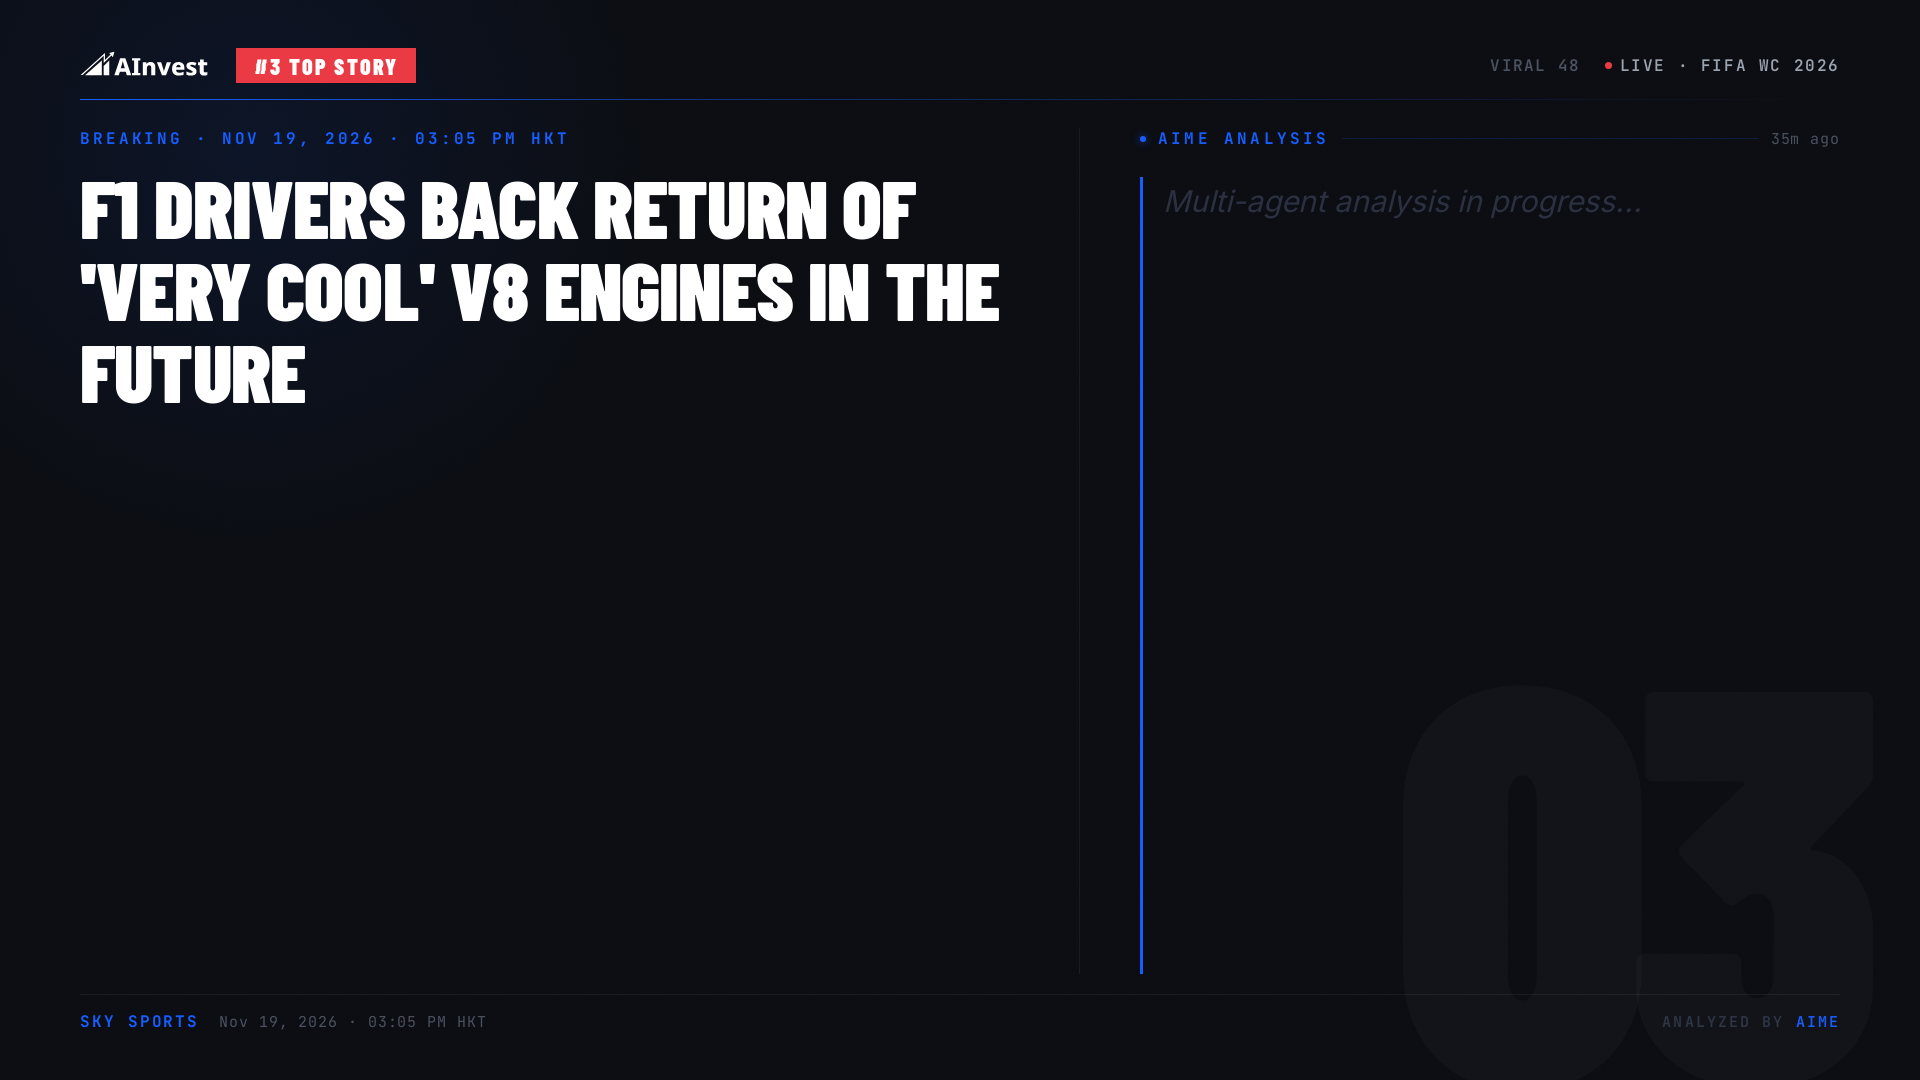 AInvest
#3 TOP STORY
VIRAL 48
LIVE · FIFA WC 2026
BREAKING · NOV 19, 2026 · 03:05 PM HKT
F1 DRIVERS BACK RETURN OF
'VERY COOL' V8 ENGINES IN THE
FUTURE
AIME ANALYSIS
35m ago
Multi-agent analysis in progress...
03
SKY SPORTS
Nov 19, 2026 · 03:05 PM HKT
ANALYZED BY AIME